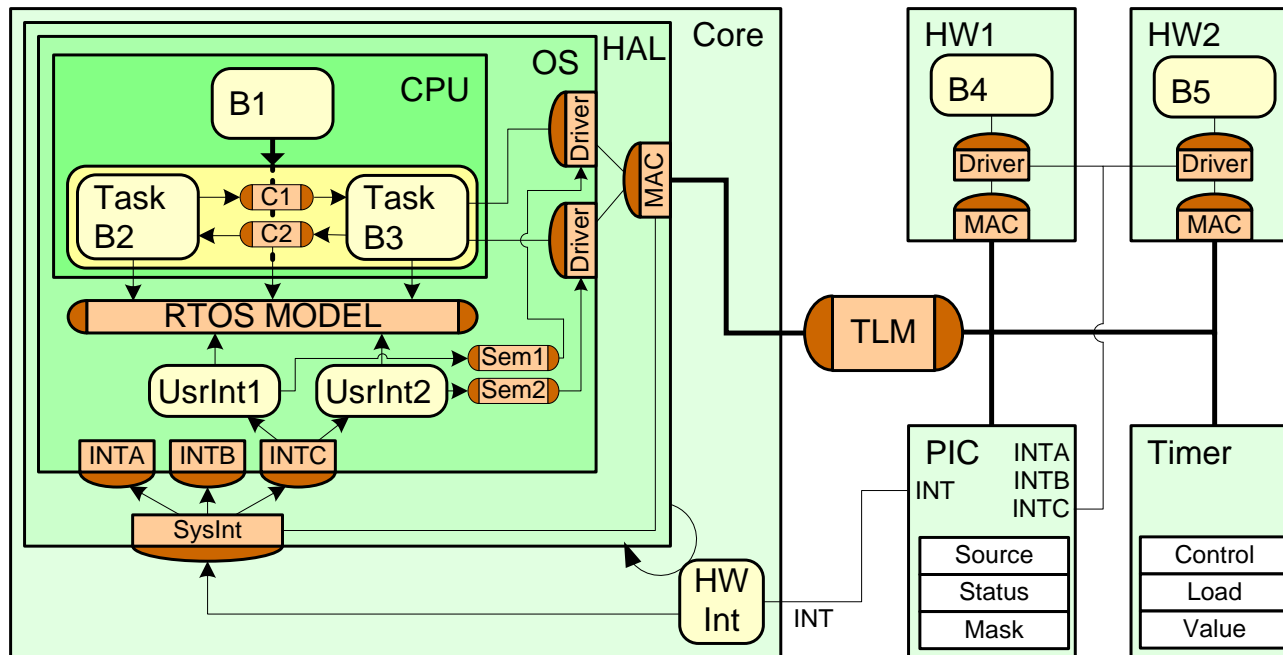 Core
HAL
OS
CPU
B1
Task
B2
C1
C2
Task
B3
Driver
Driver
MAC
RTOS MODEL
UsrInt1
UsrInt2
Sem1
Sem2
INTA
INTB
INTC
SysInt
HW
Int
INT
TLM
HW1
B4
Driver
MAC
HW2
B5
Driver
MAC
PIC
INT
INTA
INTB
INTC
Source
Status
Mask
Timer
Control
Load
Value